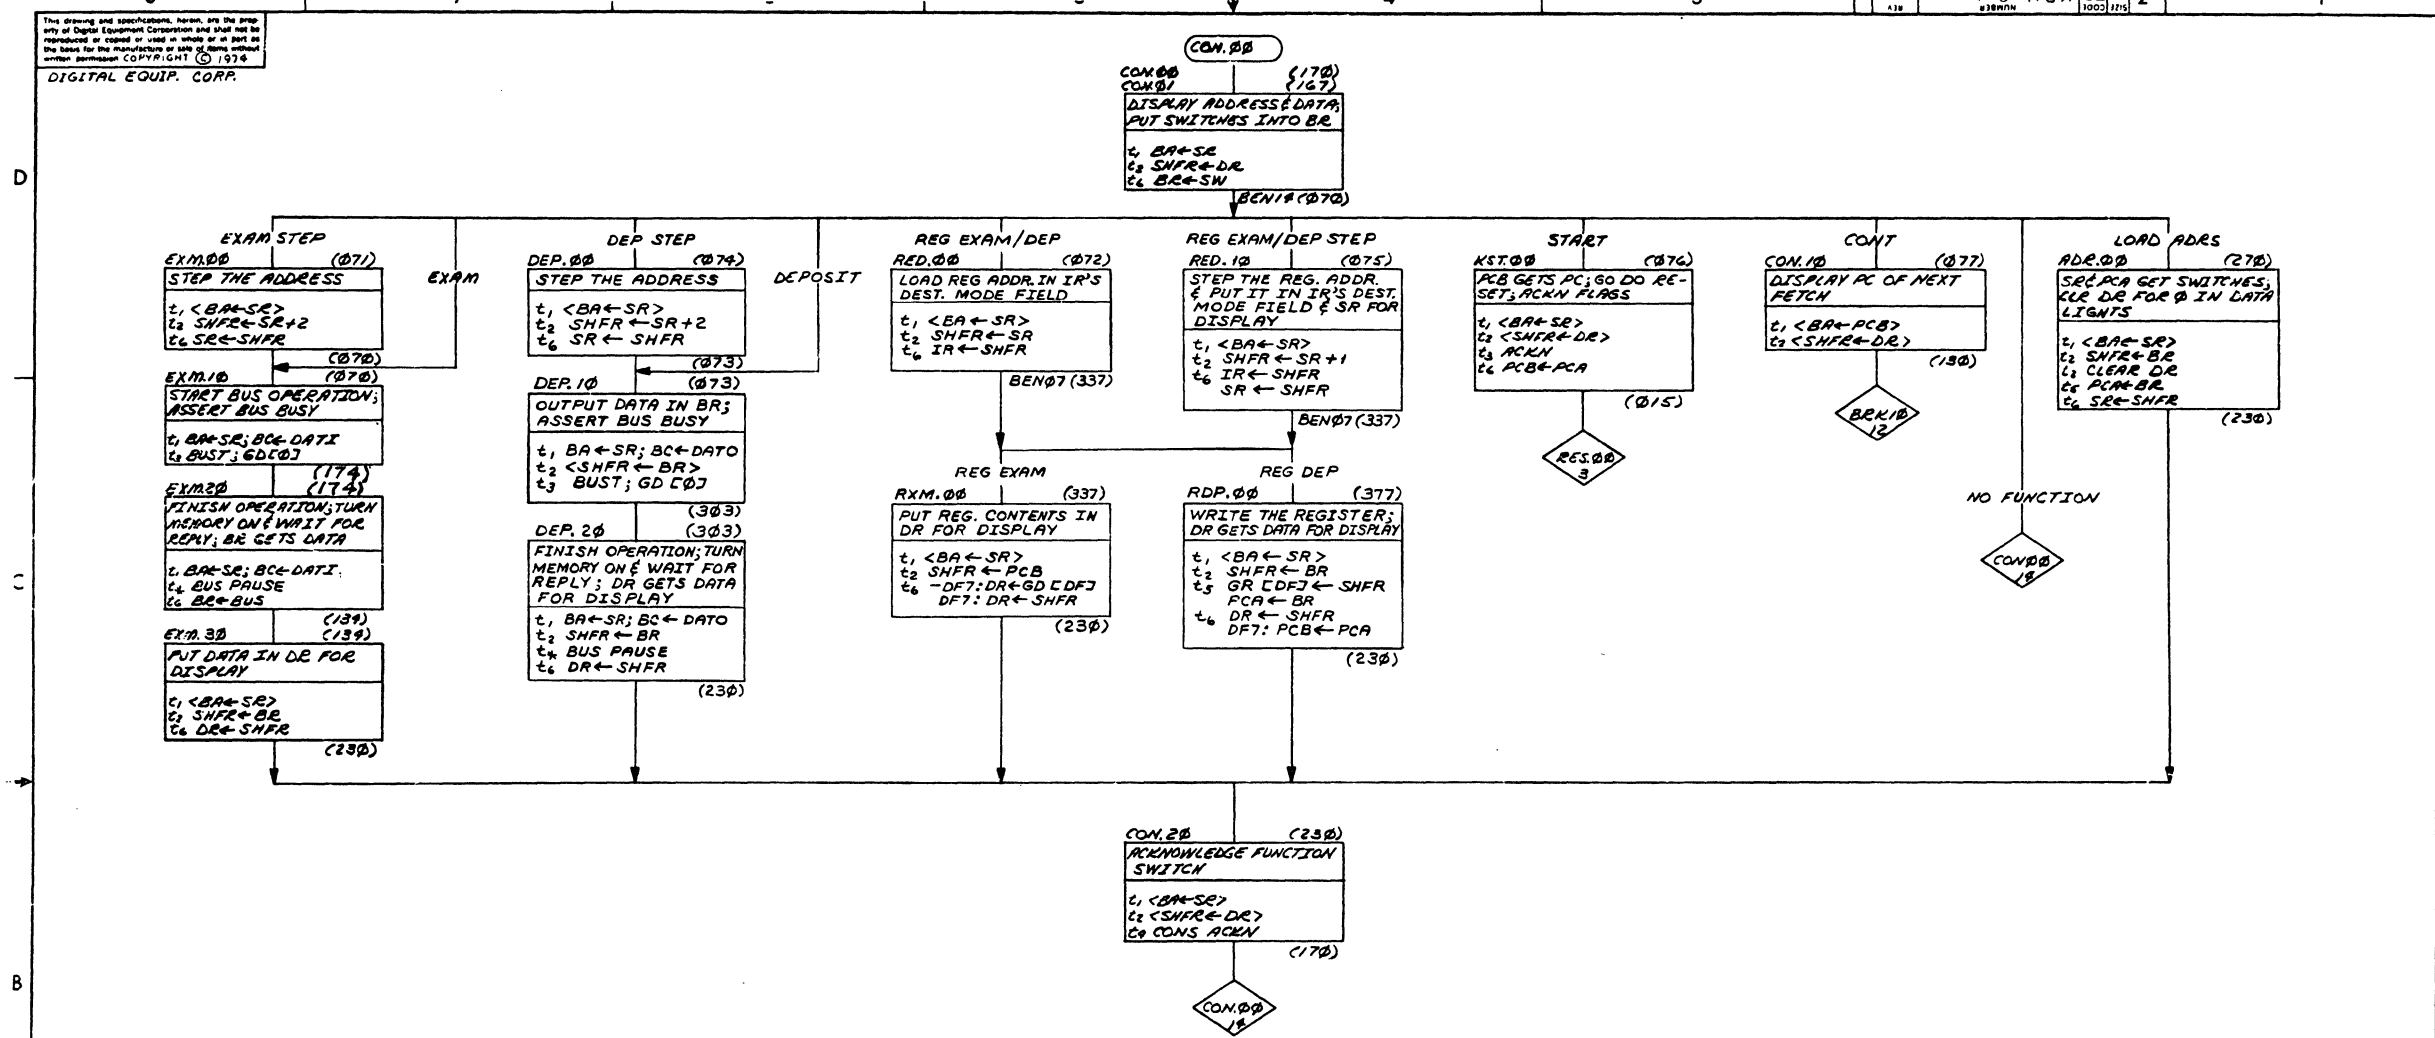 This drawing and specifications, herein, are the prop-
erty of Digital Equipment Corporation and shall not be
reproduced or copied or used in whole or in part as
the basis for the manufacture or sale of items without
written permission COPYRIGHT © 1974
DIGITAL EQUIP. CORP.
NUMBER
SIZE CODE
REV
D
C
B
CON.ØØ
CON.ØØ (17Ø)
CON.Ø1 (167)
DISPLAY ADDRESS & DATA;
PUT SWITCHES INTO BR
t1 BA←SR
t2 SHFR←DR
t6 BR←SW
BEN14 (Ø7Ø)
EXAM STEP
EXM.ØØ (Ø71)
STEP THE ADDRESS
t1 <BA←SR>
t2 SHFR←SR+2
t6 SR←SHFR
(Ø7Ø)
EXAM
EXM.1Ø (Ø7Ø)
START BUS OPERATION;
ASSERT BUS BUSY
t1 BA←SR; BC←DATI
t3 BUST; GD[Ø]
(174)
EXM.2Ø (174)
FINISH OPERATION; TURN
MEMORY ON & WAIT FOR
REPLY; BR GETS DATA
t1 BA←SR; BC←DATI
t* BUS PAUSE
t6 BR←BUS
(134)
EXM.3Ø (134)
PUT DATA IN DR FOR
DISPLAY
t1 <BA←SR>
t2 SHFR←BR
t6 DR←SHFR
(23Ø)
DEP STEP
DEP.ØØ (Ø74)
STEP THE ADDRESS
t1 <BA←SR>
t2 SHFR←SR+2
t6 SR←SHFR
(Ø73)
DEPOSIT
DEP.1Ø (Ø73)
OUTPUT DATA IN BR;
ASSERT BUS BUSY
t1 BA←SR; BC←DATO
t2 <SHFR←BR>
t3 BUST; GD [Ø]
(3Ø3)
DEP.2Ø (3Ø3)
FINISH OPERATION; TURN
MEMORY ON & WAIT FOR
REPLY; DR GETS DATA
FOR DISPLAY
t1 BA←SR; BC←DATO
t2 SHFR←BR
t* BUS PAUSE
t6 DR←SHFR
(23Ø)
REG EXAM/DEP
RED.ØØ (Ø72)
LOAD REG ADDR. IN IR'S
DEST. MODE FIELD
t1 <BA←SR>
t2 SHFR←SR
t6 IR←SHFR
BENØ7 (337)
REG EXAM/DEP STEP
RED.1Ø (Ø75)
STEP THE REG. ADDR.
& PUT IT IN IR'S DEST.
MODE FIELD & SR FOR
DISPLAY
t1 <BA←SR>
t2 SHFR←SR+1
t6 IR←SHFR
SR←SHFR
BENØ7 (337)
REG EXAM
RXM.ØØ (337)
PUT REG. CONTENTS IN
DR FOR DISPLAY
t1 <BA←SR>
t2 SHFR←PCB
t6 -DF7: DR←GD [DF]
DF7: DR←SHFR
(23Ø)
REG DEP
RDP.ØØ (377)
WRITE THE REGISTER;
DR GETS DATA FOR DISPLAY
t1 <BA←SR>
t2 SHFR←BR
t5 GR [DF]←SHFR
PCA←BR
t6 DR←SHFR
DF7: PCB←PCA
(23Ø)
START
KST.ØØ (Ø76)
PCB GETS PC; GO DO RE-
SET; ACKN FLAGS
t1 <BA←SR>
t2 <SHFR←DR>
t3 ACKN
t6 PCB←PCA
(Ø15)
RES.ØØ
3
CONT
CON.1Ø (Ø77)
DISPLAY PC OF NEXT
FETCH
t1 <BA←PCB>
t2 <SHFR←DR>
(13Ø)
BRK.1Ø
12
NO FUNCTION
CONØØ
14
LOAD ADRS
ADR.ØØ (27Ø)
SR & PCA GET SWITCHES;
CLR DR FOR Ø IN DATA
LIGHTS
t1 <BA←SR>
t2 SHFR←BR
t3 CLEAR DR
t5 PCA←BR
t6 SR←SHFR
(23Ø)
CON.2Ø (23Ø)
ACKNOWLEDGE FUNCTION
SWITCH
t1 <BA←SR>
t2 <SHFR←DR>
t4 CONS ACKN
(17Ø)
CON.ØØ
14